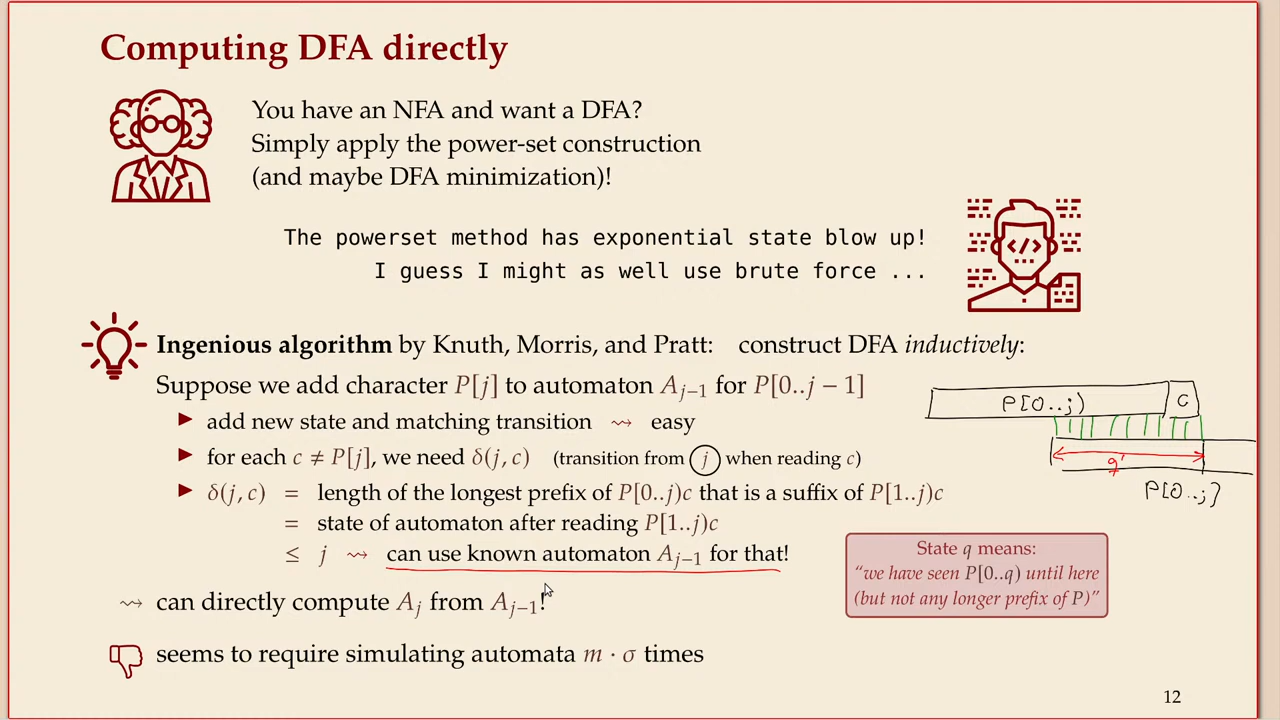 Computing DFA directly
You have an NFA and want a DFA?
Simply apply the power-set construction
(and maybe DFA minimization)!
The powerset method has exponential state blow up!
I guess I might as well use brute force ...
</>
Ingenious algorithm by Knuth, Morris, and Pratt: construct DFA inductively:
Suppose we add character P[j] to automaton A_{j−1} for P[0..j − 1]
▶ add new state and matching transition ⇝ easy
▶ for each c ≠ P[j], we need δ(j, c) (transition from j when reading c)
▶ δ(j, c) = length of the longest prefix of P[0..j)c that is a suffix of P[1..j)c
= state of automaton after reading P[1..j)c
≤ j ⇝ can use known automaton A_{j−1} for that!
P[0..j) c
q'
P[0..j]
State q means:
“we have seen P[0..q) until here
(but not any longer prefix of P)”
⇝ can directly compute A_j from A_{j−1}!
seems to require simulating automata m · σ times
12